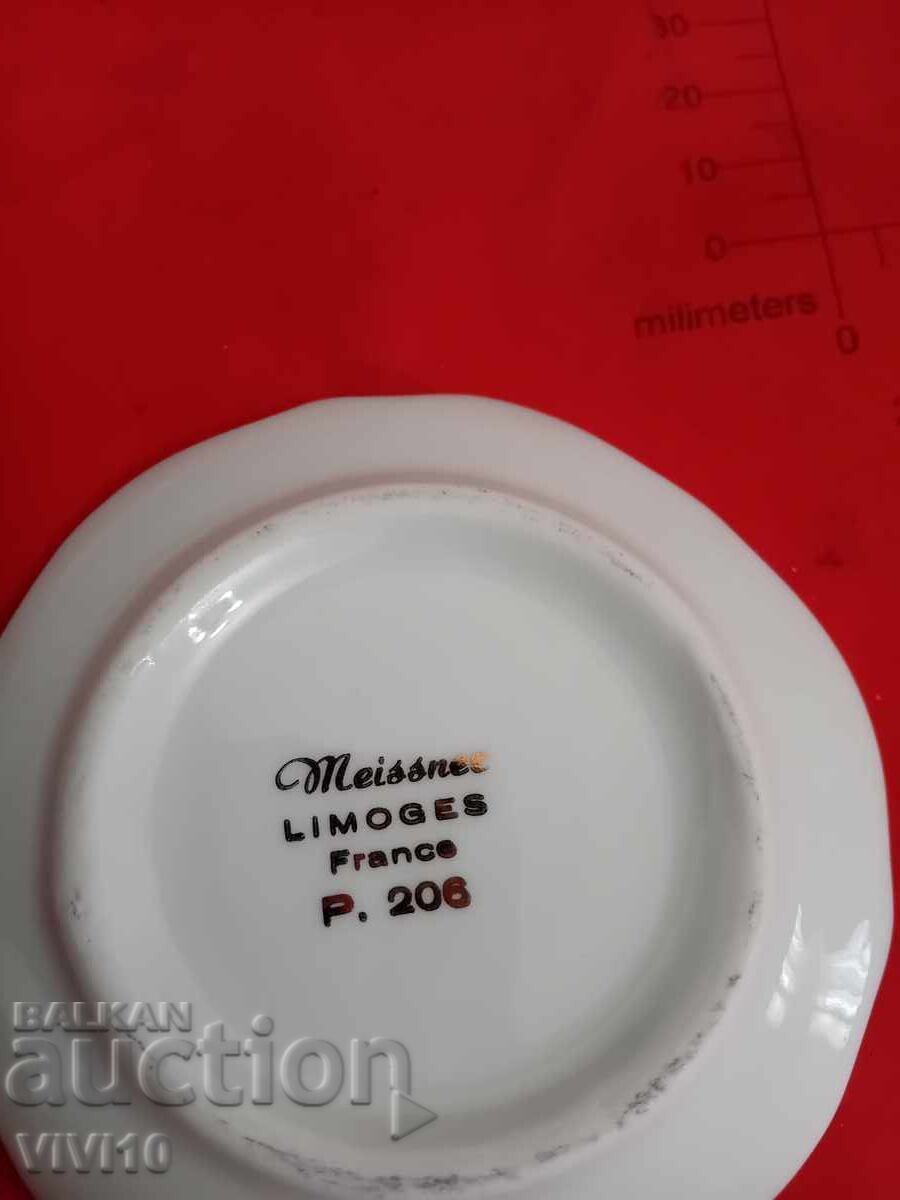 30
20
10
0
milimeters
0
Meissner
LIMOGES
France
P. 206
BALKAN
auction
VIVI10